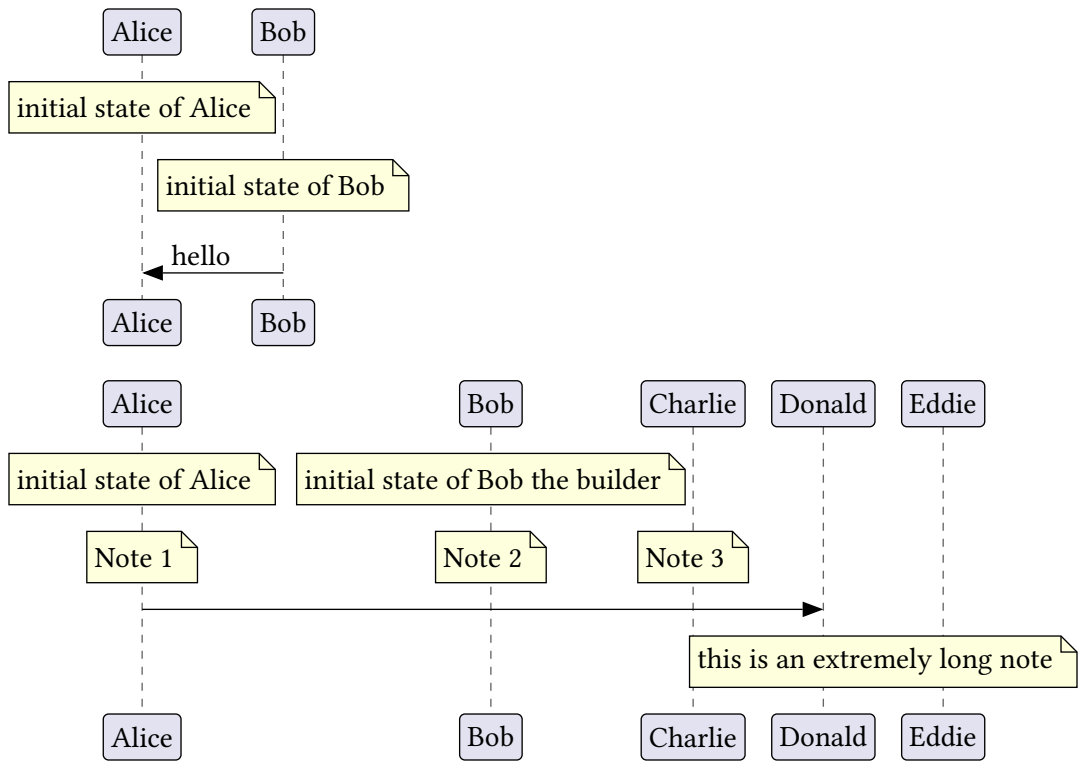 Alice Bob
initial state of Alice
initial state of Bob
hello
Alice Bob
Alice Bob Charlie Donald Eddie
initial state of Alice initial state of Bob the builder
Note 1 Note 2 Note 3
this is an extremely long note
Alice Bob Charlie Donald Eddie